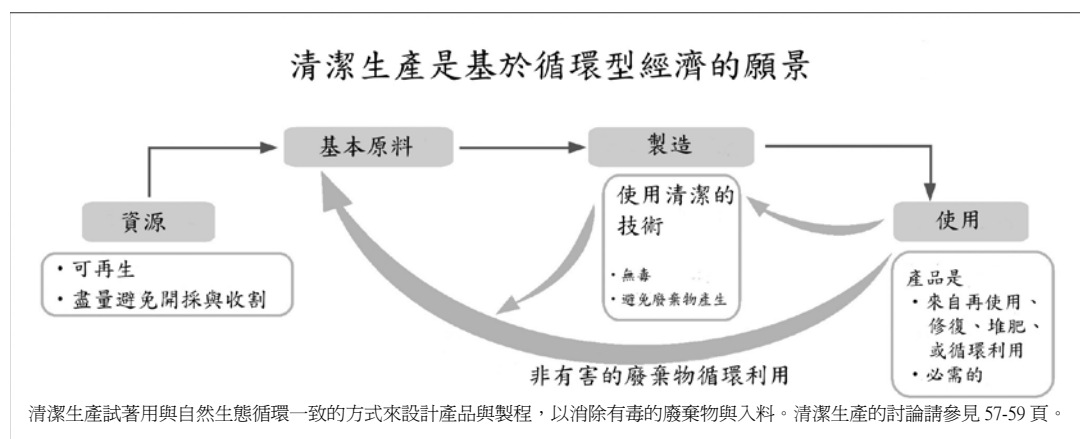 清潔生產是基於循環型經濟的願景
基本原料
製造
資源
使用
・可再生
・盡量避免開採與收割
使用清潔的
技術
・無毒
・避免廢棄物產生
產品是
・來自再使用、
修復、堆肥、
或循環利用
・必需的
非有害的廢棄物循環利用
清潔生產試著用與自然生態循環一致的方式來設計產品與製程，以消除有毒的廢棄物與入料。清潔生產的討論請參見 57-59 頁。